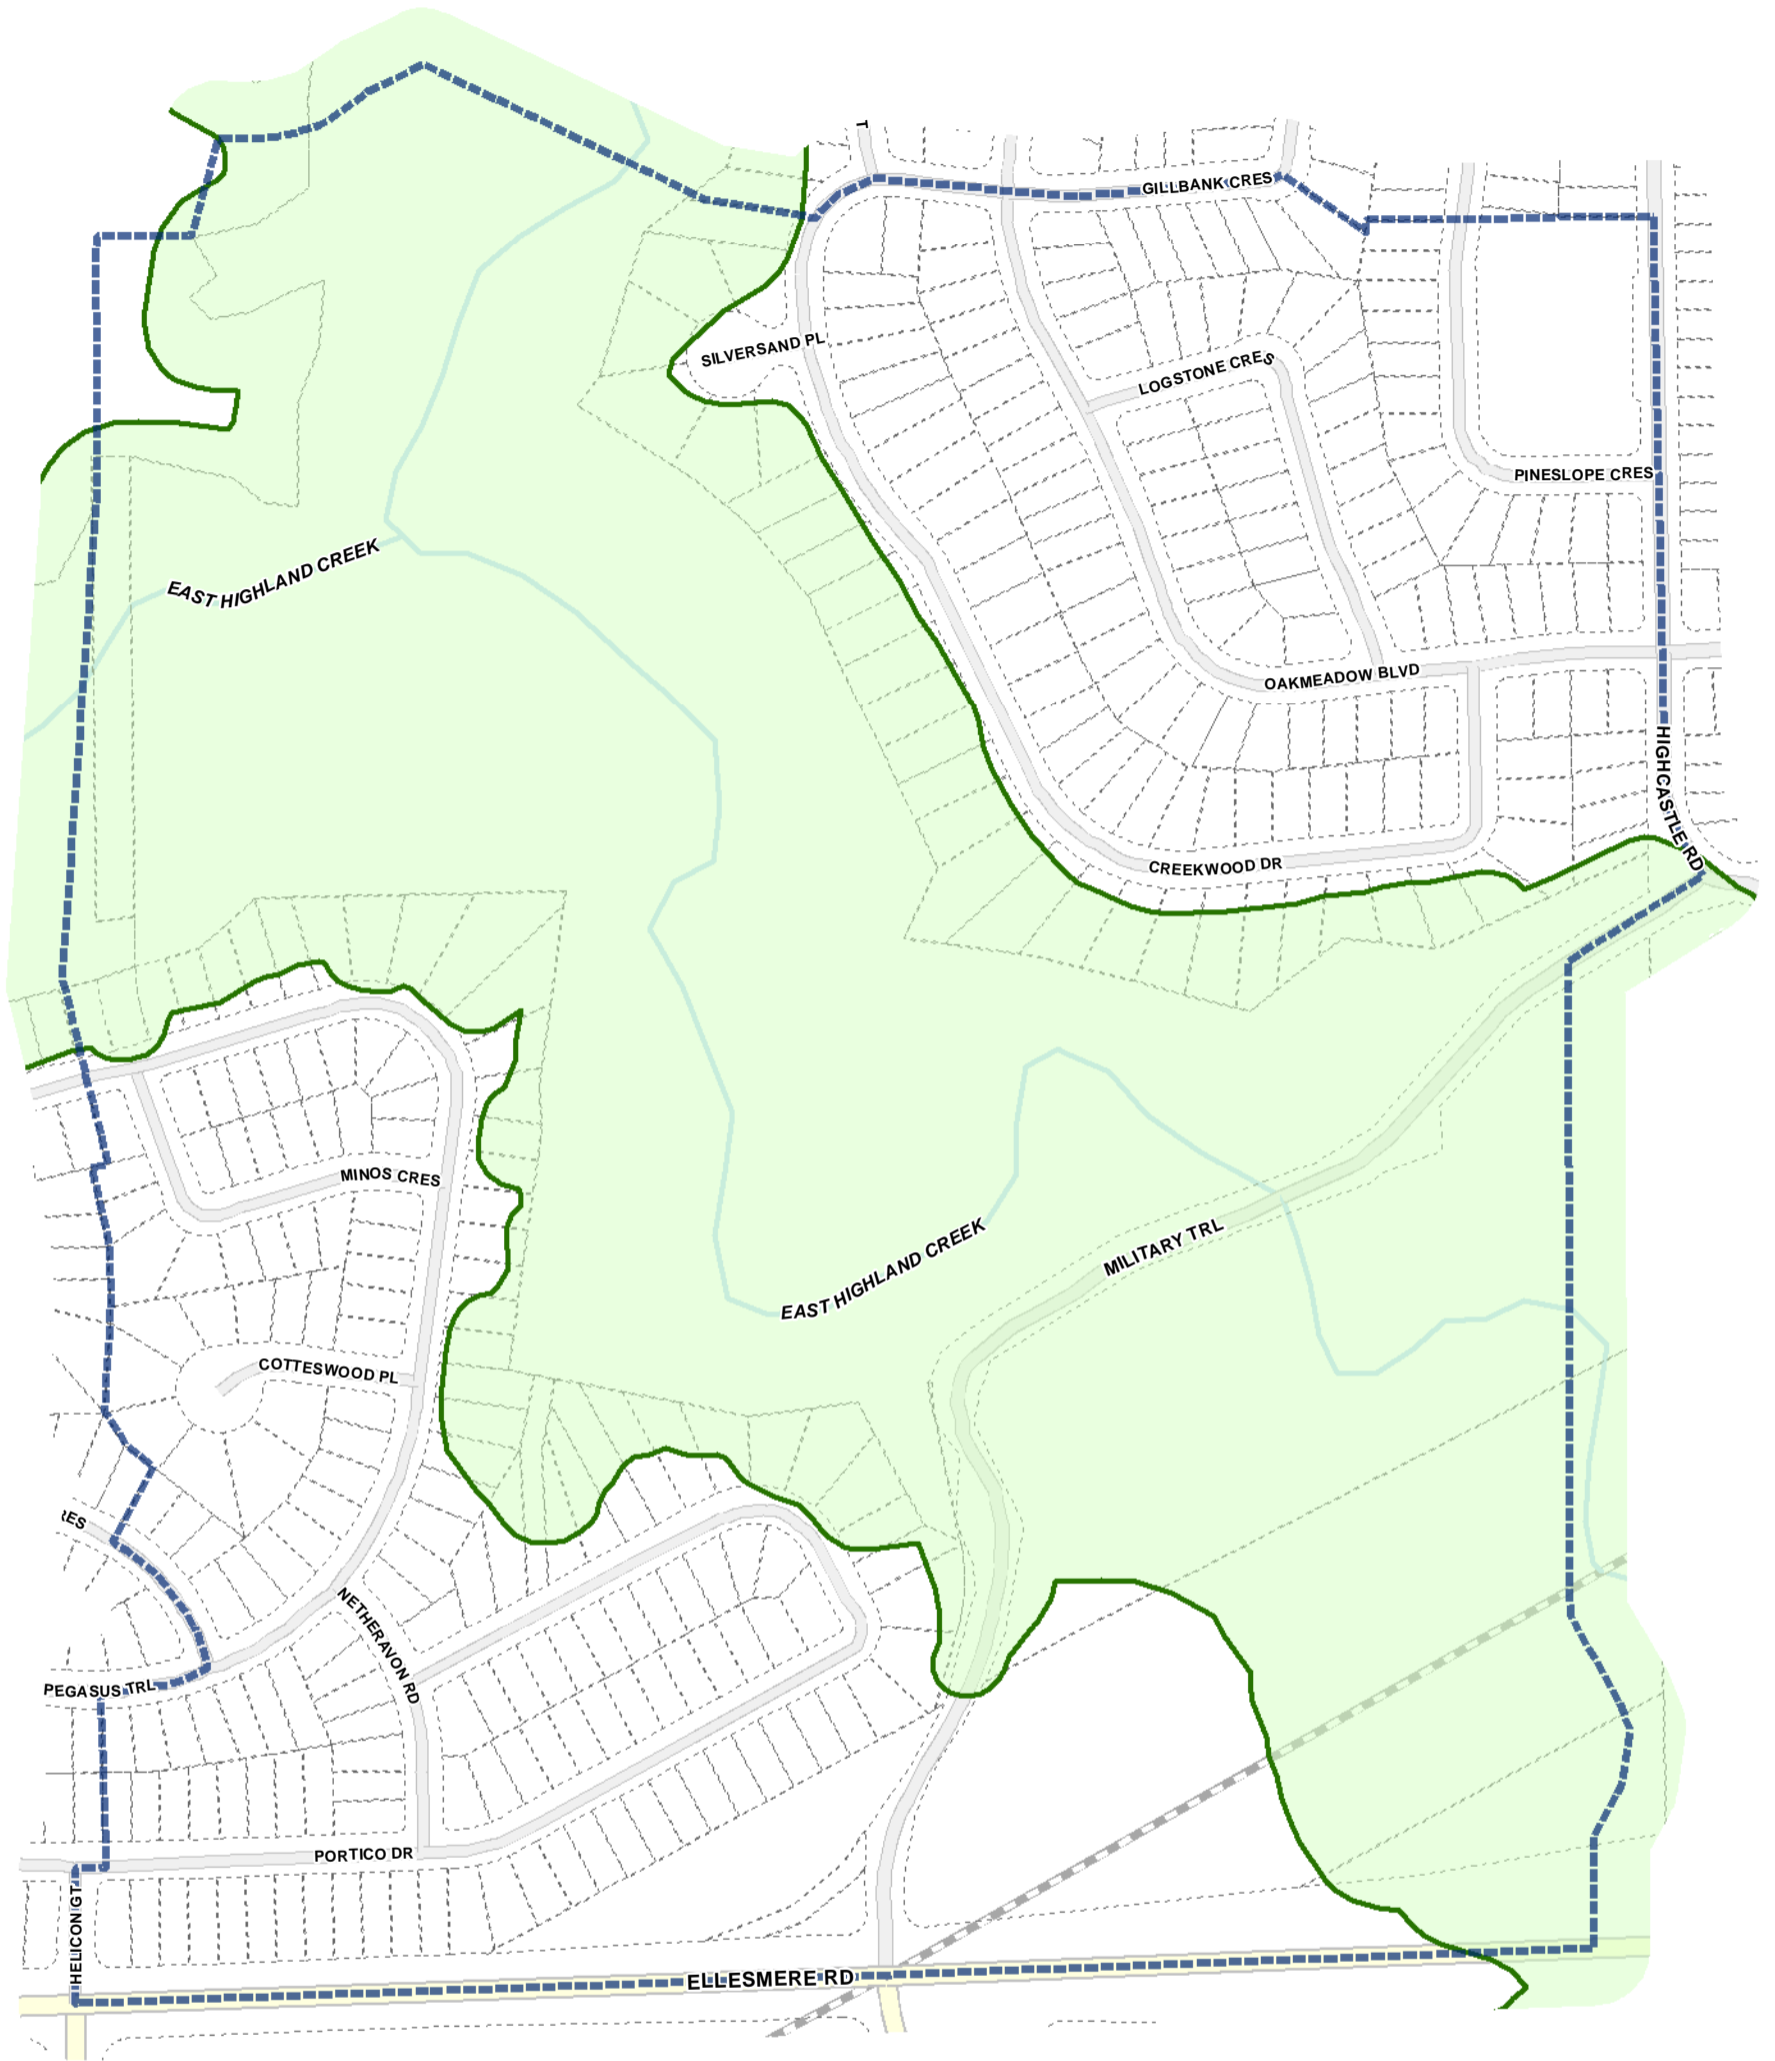 GILLBANK CRES
SILVERSAND PL
LOGSTONE CRES
PINESLOPE CRES
EAST HIGHLAND CREEK
OAKMEADOW BLVD
HIGHCASTLE RD
CREEKWOOD DR
MINOS CRES
EAST HIGHLAND CREEK
MILITARY TRL
COTTESWOOD PL
RES
NETHERAVON RD
PEGASUS TRL
PORTICO DR
HELICON GT
ELLESMERE RD